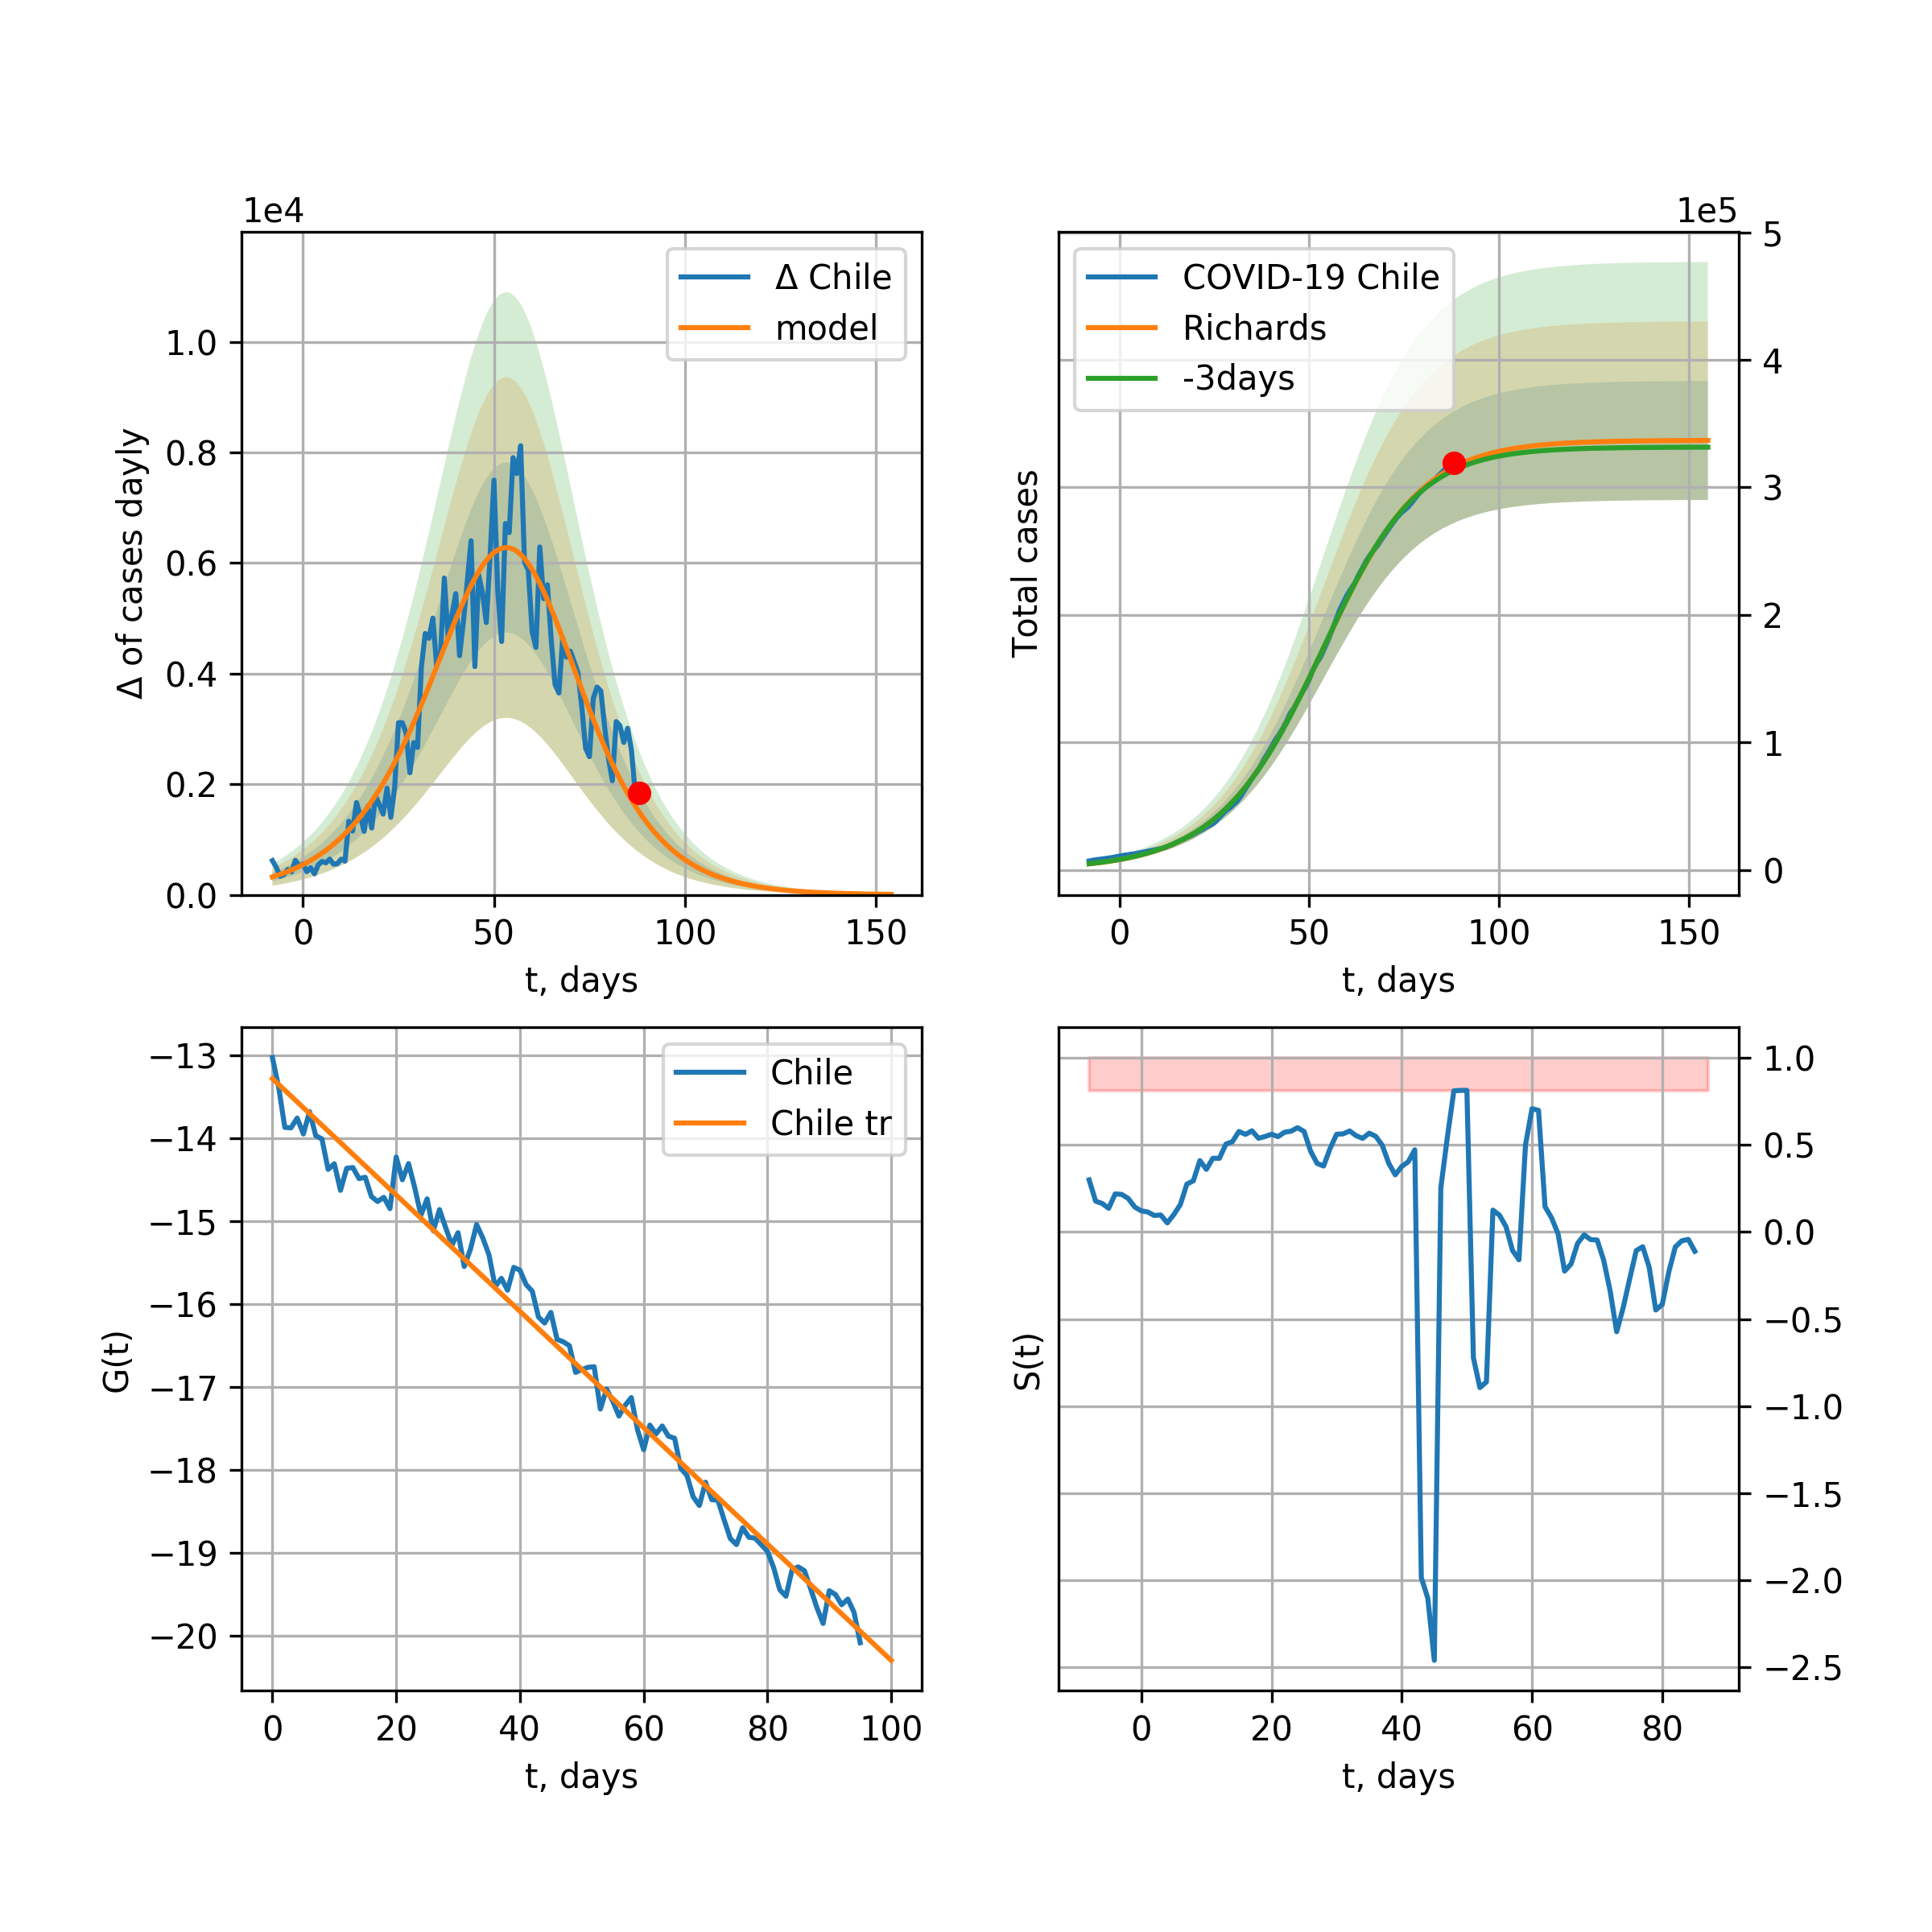 1e4
Δ Chile
model
1.0
0.8
0.6
0.4
0.2
0.0
Δ of cases dayly
0 50 100 150
t, days
1e5
COVID-19 Chile
Richards
-3days
5
4
3
2
1
0
Total cases
0 50 100 150
t, days
Chile
Chile tr
−13
−14
−15
−16
−17
−18
−19
−20
G(t)
0 20 40 60 80 100
t, days
1.0
0.5
0.0
−0.5
−1.0
−1.5
−2.0
−2.5
S(t)
0 20 40 60 80
t, days